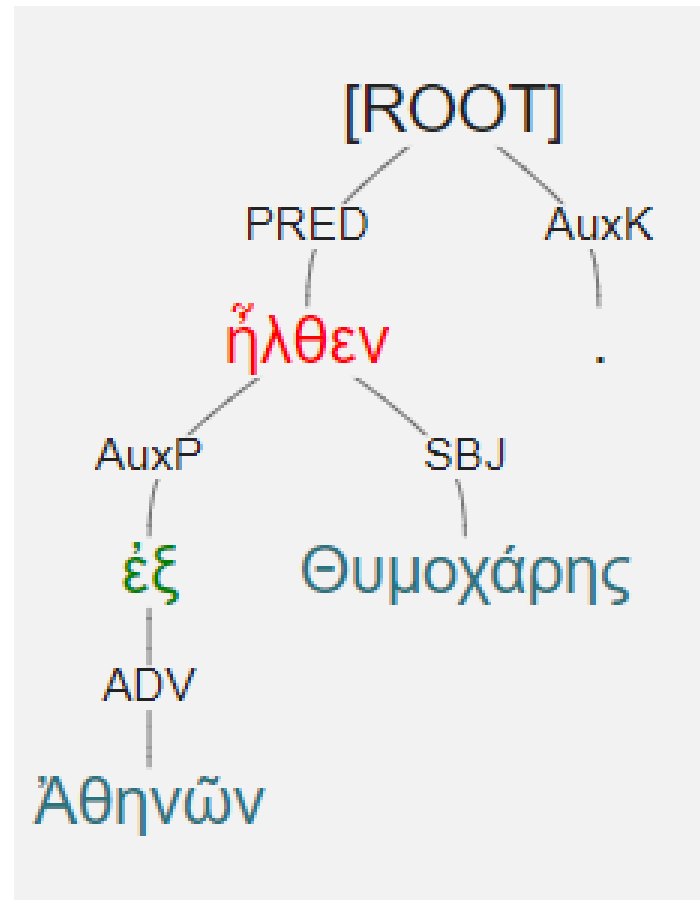 [ROOT]
PRED AuxK
ἦλθεν .
AuxP SBJ
ἐξ Θυμοχάρης
ADV
Ἀθηνῶν